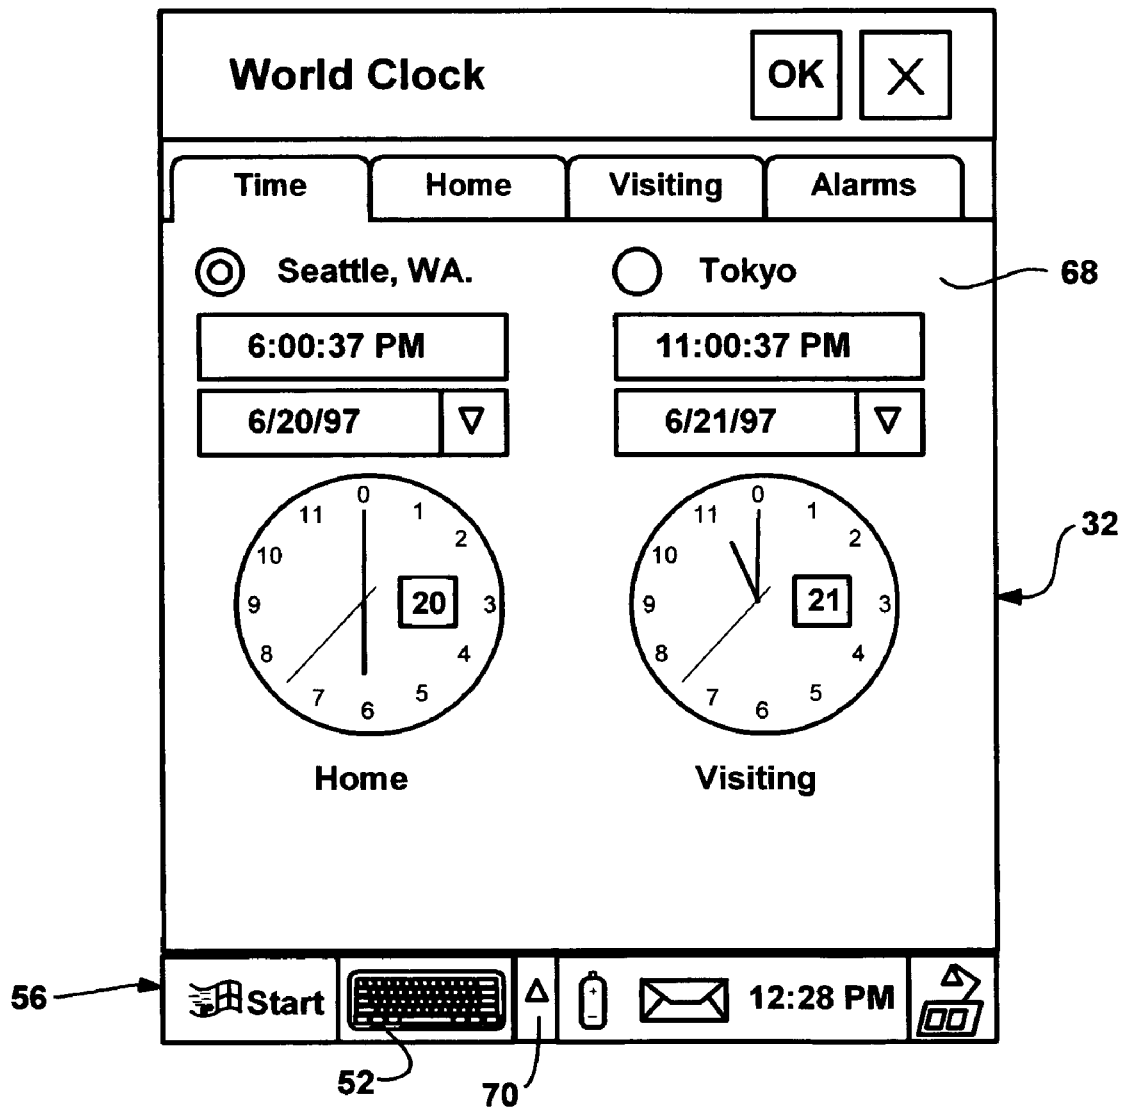 World Clock
OK
X
Time
Home
Visiting
Alarms
Seattle, WA.
Tokyo
68
6:00:37 PM
11:00:37 PM
6/20/97
6/21/97
0
1
2
3
4
5
6
7
8
9
10
11
20
0
1
2
3
4
5
6
7
8
9
10
11
21
32
Home
Visiting
56
Start
12:28 PM
52
70